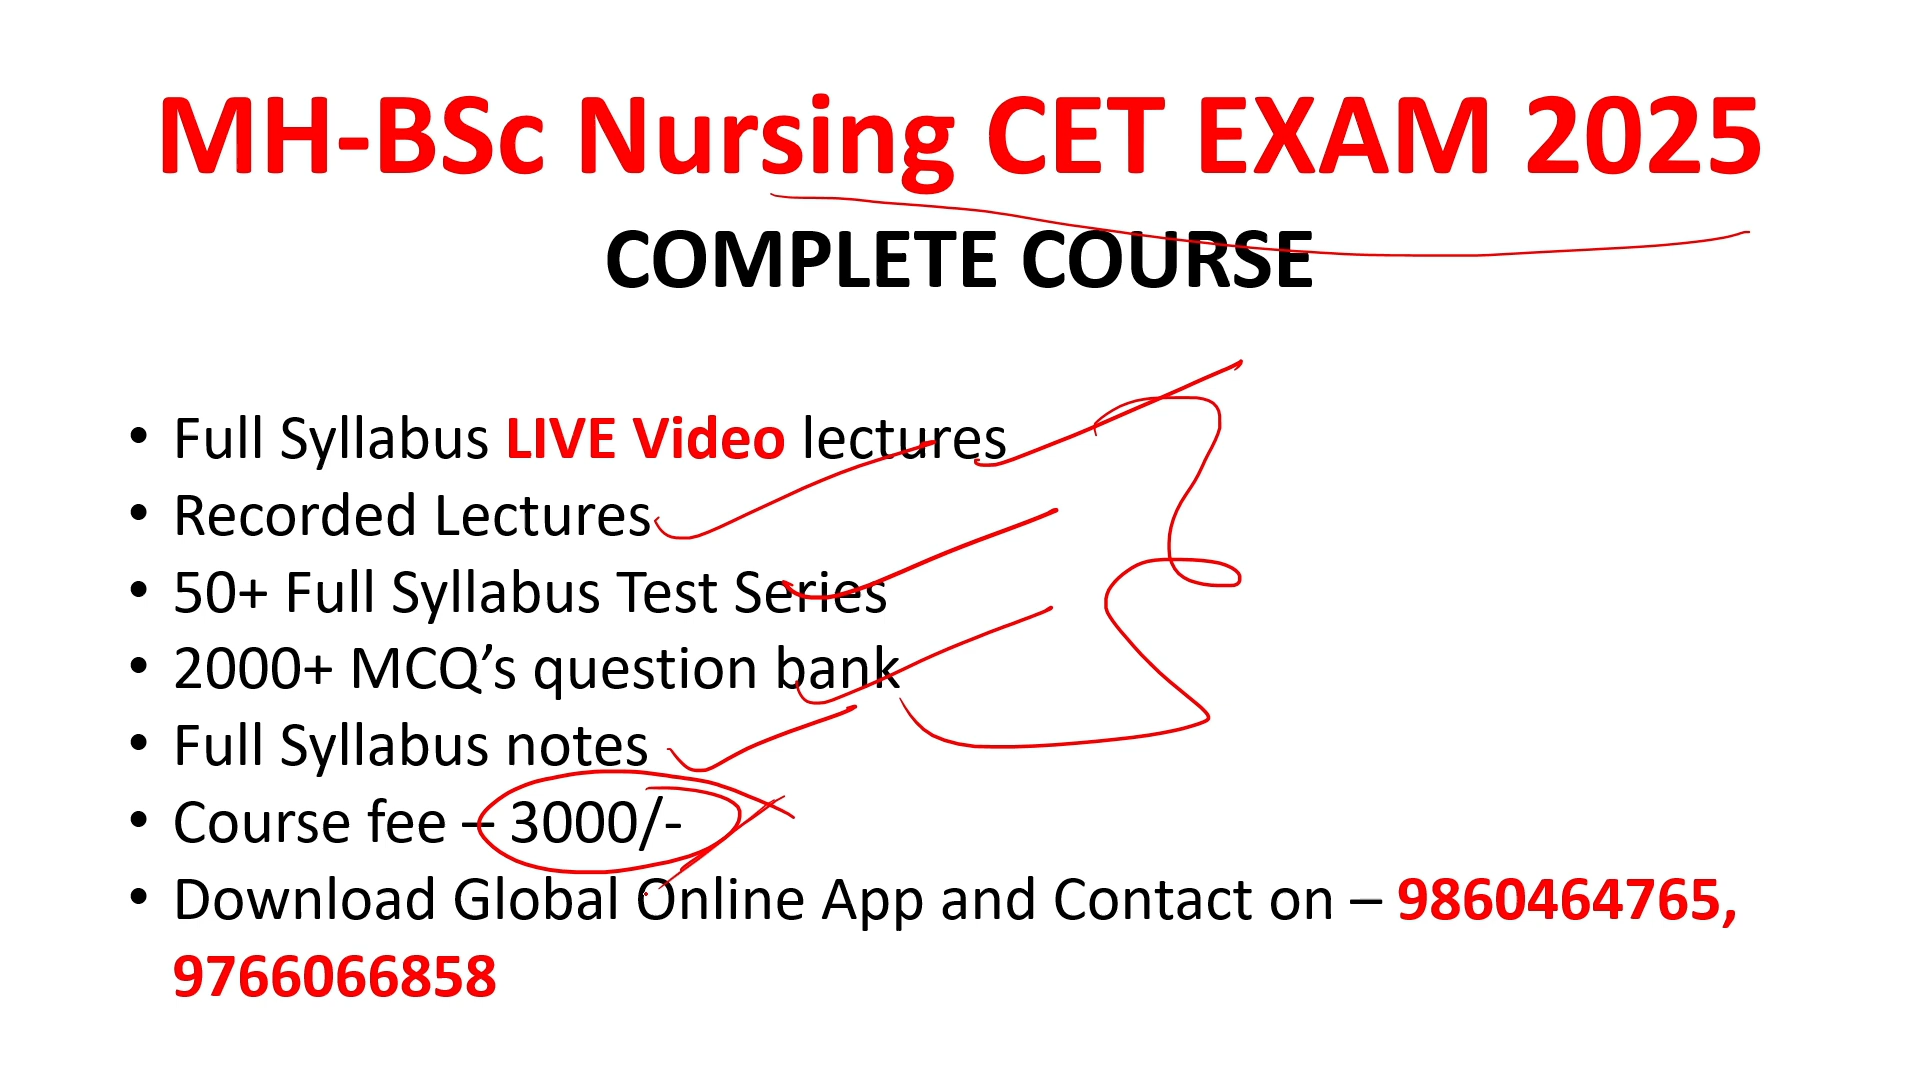 MH-BSc Nursing CET EXAM 2025
COMPLETE COURSE
• Full Syllabus LIVE Video lectures
• Recorded Lectures
• 50+ Full Syllabus Test Series
• 2000+ MCQ’s question bank
• Full Syllabus notes
• Course fee – 3000/-
• Download Global Online App and Contact on – 9860464765,
9766066858